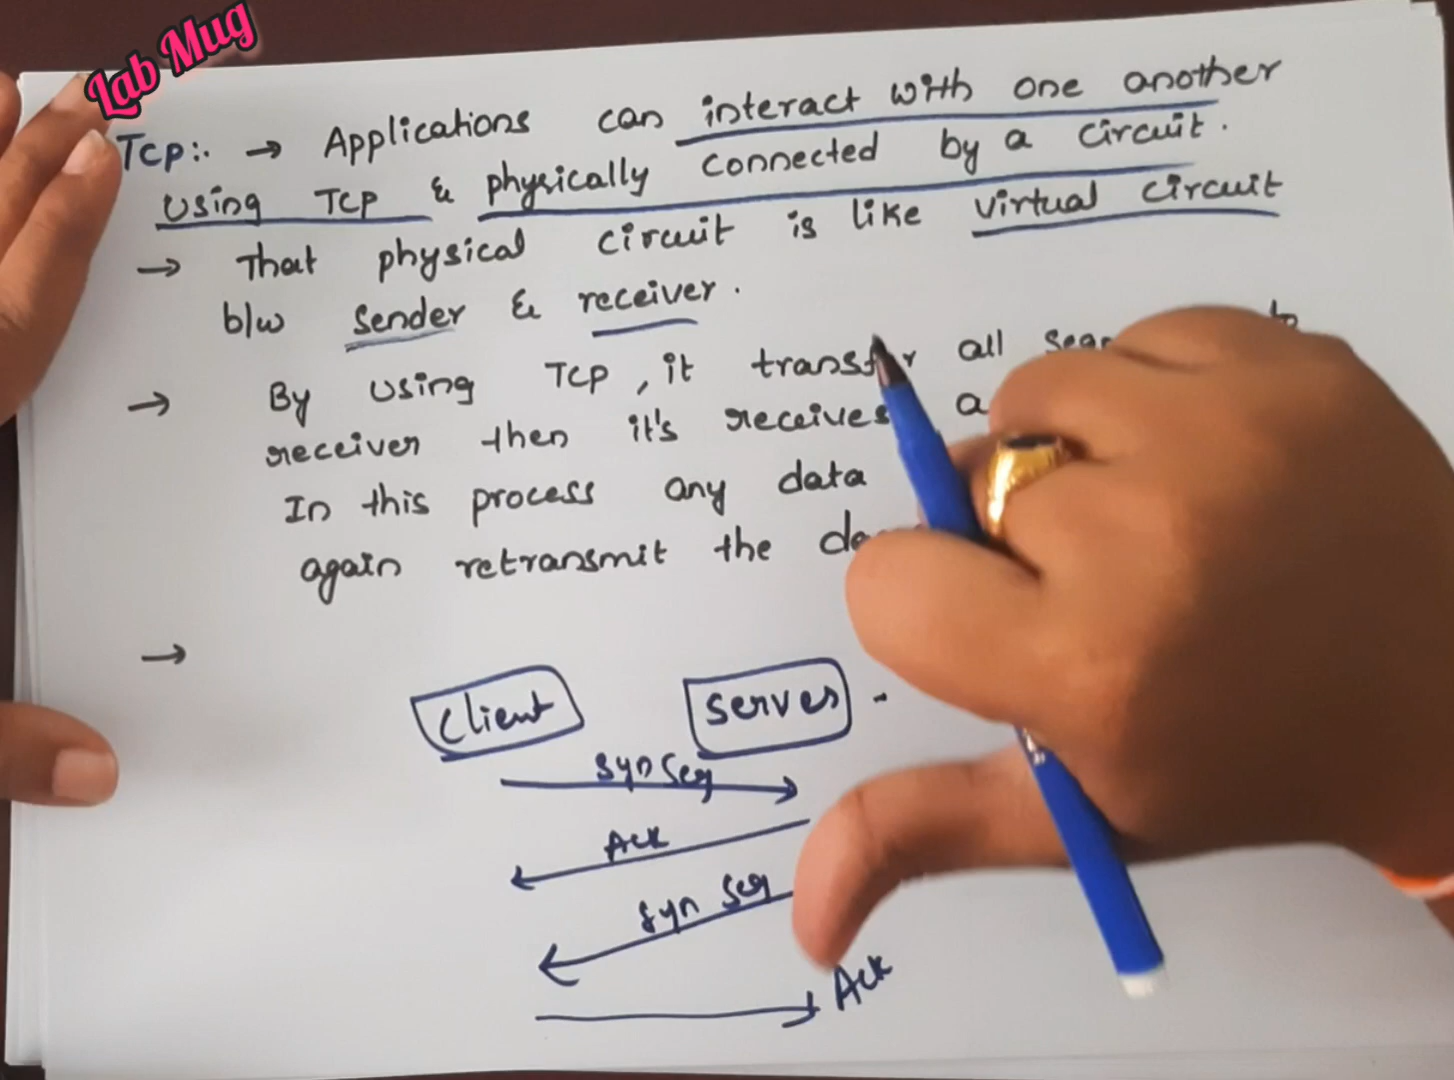 Lab Mug
Tcp:- → Applications can interact with one another
using TCP & physically connected by a circuit.
→ That physical circuit is like virtual circuit
b/w sender & receiver.
→ By using TCP, it transfer all to
receiver then it's receives
In this process any data
again retransmit the
→
Client Server -
Syn Seq
Ack
Syn Seq
Ack